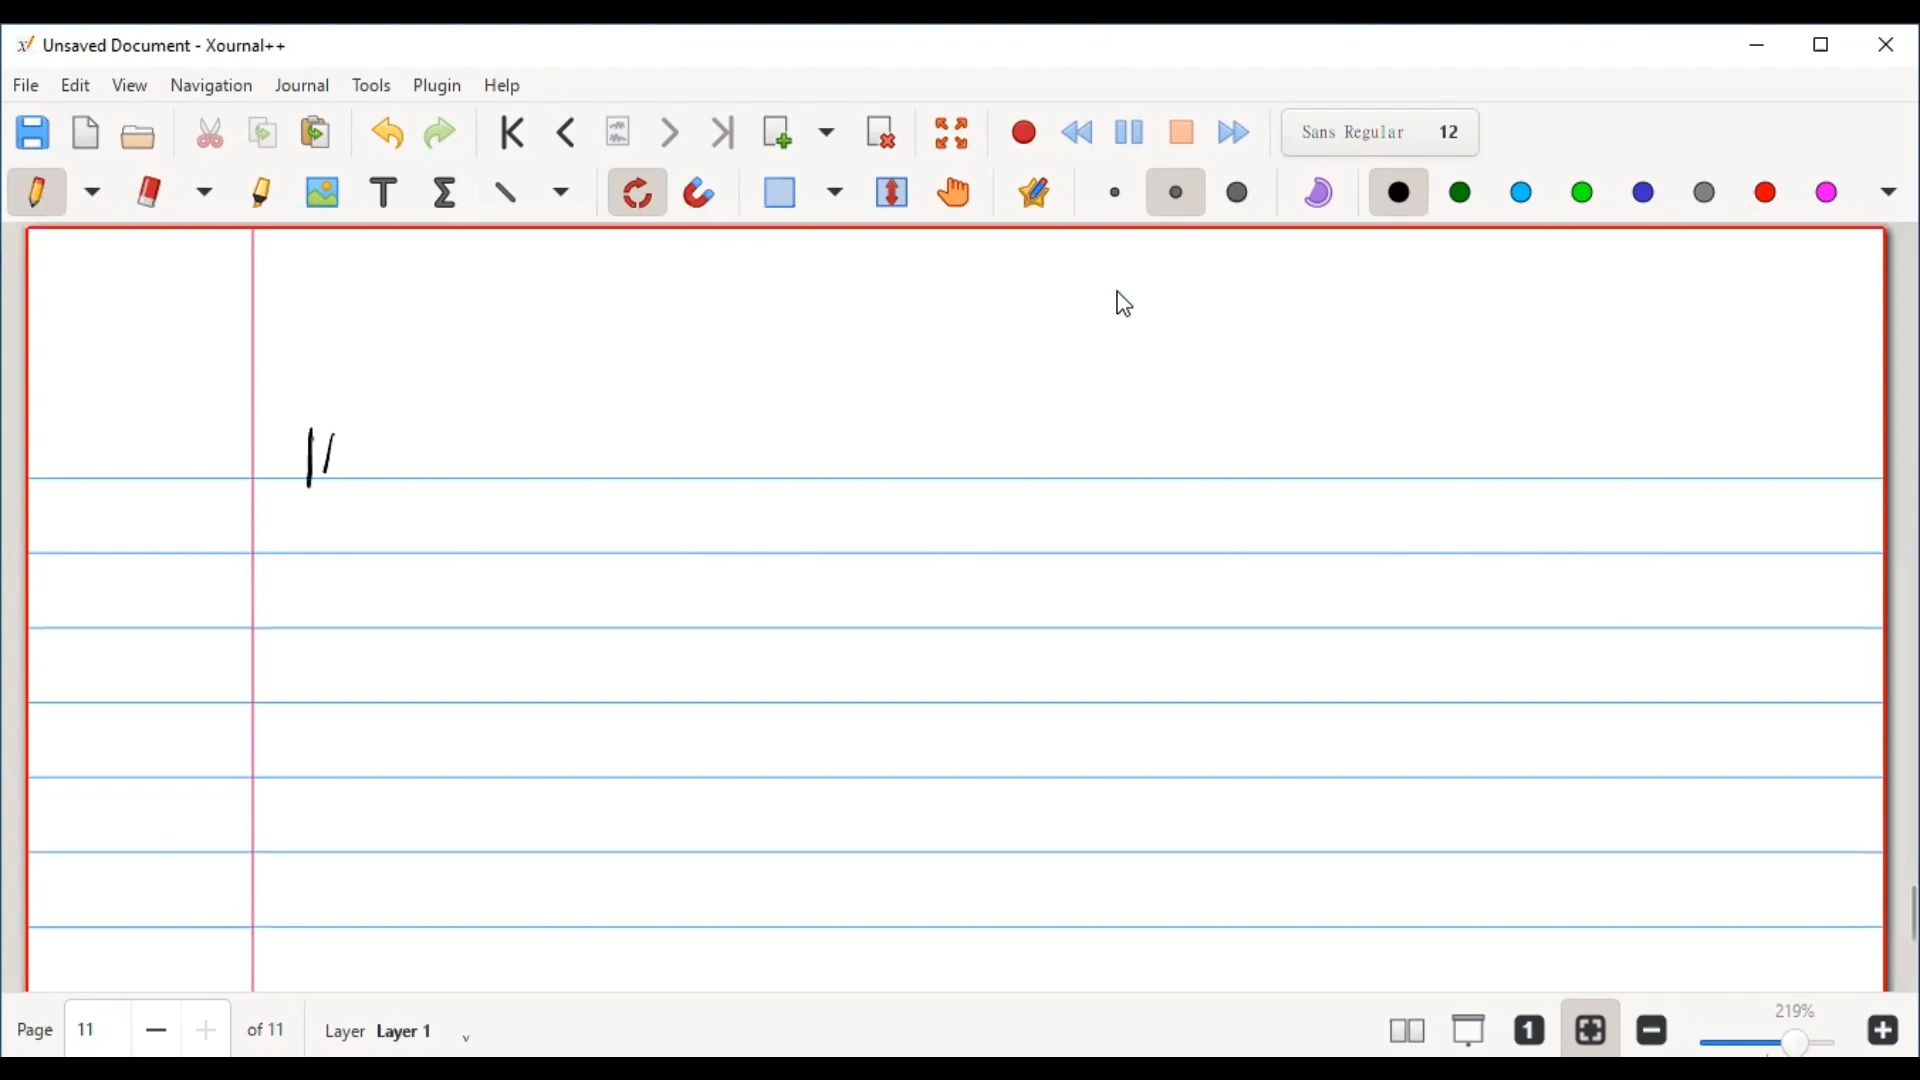 Unsaved Document - Xournal++
File Edit View Navigation Journal Tools Plugin Help
Sans Regular 12
Page 11 of 11 Layer Layer 1 219%